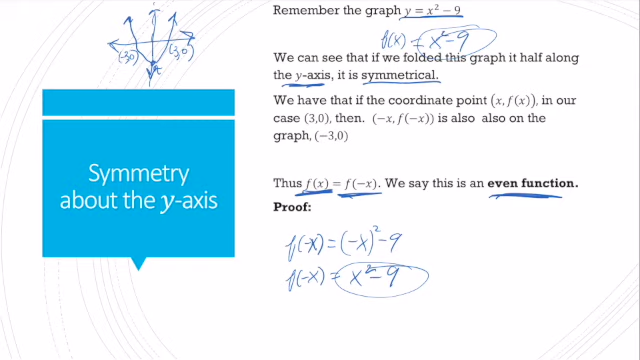 (-3,0)
(3,0)
Symmetry
about the y-axis
Remember the graph y = x² − 9
f(x) = x²-9
We can see that if we folded this graph it half along
the y-axis, it is symmetrical.
We have that if the coordinate point (x, f(x)), in our
case (3,0), then. (−x, f(−x)) is also also on the
graph, (−3,0)
Thus f(x) = f(−x). We say this is an even function.
Proof:
f(-x) = (-x)²-9
f(-x) = x²-9